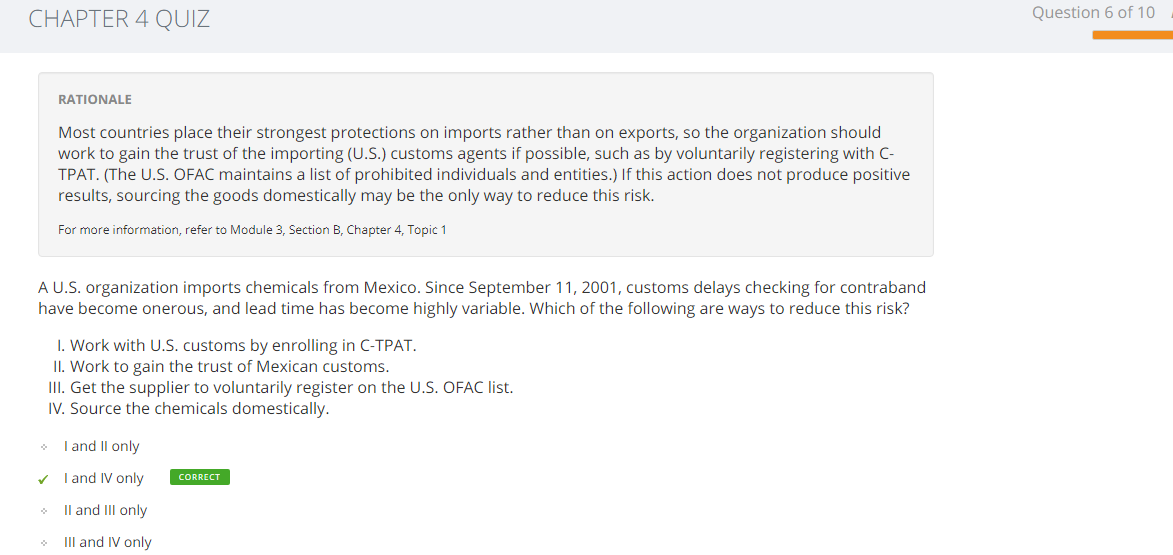 CHAPTER 4 QUIZ
Question 6 of 10
RATIONALE
Most countries place their strongest protections on imports rather than on exports, so the organization should
work to gain the trust of the importing (U.S.) customs agents if possible, such as by voluntarily registering with C-
TPAT. (The U.S. OFAC maintains a list of prohibited individuals and entities.) If this action does not produce positive
results, sourcing the goods domestically may be the only way to reduce this risk.
For more information, refer to Module 3, Section B, Chapter 4, Topic 1
A U.S. organization imports chemicals from Mexico. Since September 11, 2001, customs delays checking for contraband
have become onerous, and lead time has become highly variable. Which of the following are ways to reduce this risk?
I. Work with U.S. customs by enrolling in C-TPAT.
II. Work to gain the trust of Mexican customs.
III. Get the supplier to voluntarily register on the U.S. OFAC list.
IV. Source the chemicals domestically.
I and II only
I and IV only CORRECT
II and III only
III and IV only